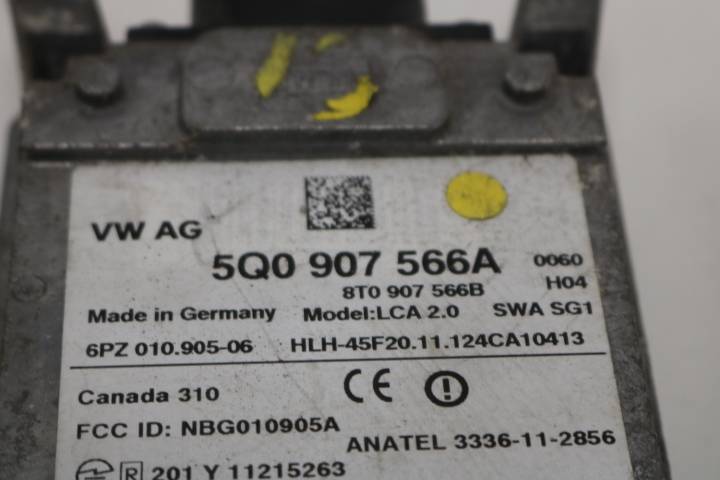 VW AG
5Q0 907 566A 0060
8T0 907 566B H04
Made in Germany Model:LCA 2.0 SWA SG1
6PZ 010.905-06 HLH-45F20.11.124CA10413
Canada 310 CE
FCC ID: NBG010905A
ANATEL 3336-11-2856
R 201 Y 11215263